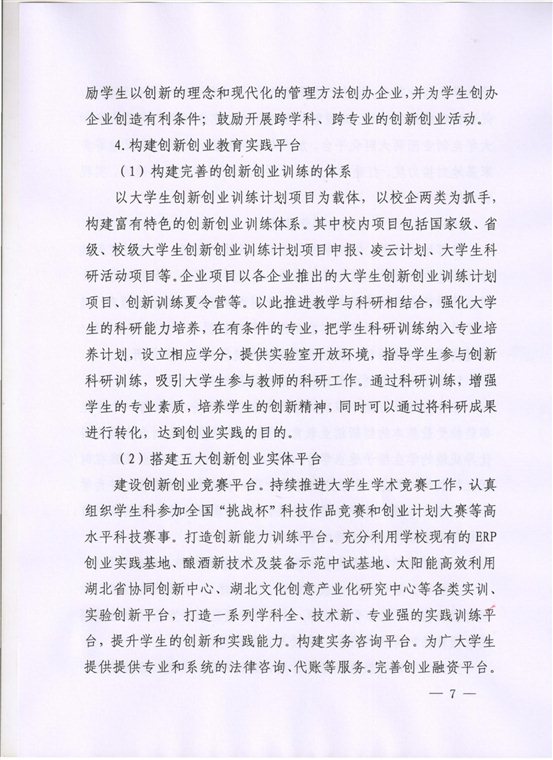 励学生以创新的理念和现代化的管理方法创办企业，并为学生创办
企业创造有利条件；鼓励开展跨学科、跨专业的创新创业活动。
4.构建创新创业教育实践平台
（1）构建完善的创新创业训练的体系
以大学生创新创业训练计划项目为载体，以校企两类为抓手，
构建富有特色的创新创业训练体系。其中校内项目包括国家级、省
级、校级大学生创新创业训练计划项目申报、凌云计划、大学生科
研活动项目等。企业项目以各企业推出的大学生创新创业训练计划
项目、创新训练夏令营等。以此推进教学与科研相结合，强化大学
生的科研能力培养，在有条件的专业，把学生科研训练纳入专业培
养计划，设立相应学分，提供实验室开放环境，指导学生参与创新
科研训练，吸引大学生参与教师的科研工作。通过科研训练，增强
学生的专业素质，培养学生的创新精神，同时可以通过将科研成果
进行转化，达到创业实践的目的。
（2）搭建五大创新创业实体平台
建设创新创业竞赛平台。持续推进大学生学术竞赛工作，认真
组织学生科参加全国“挑战杯”科技作品竞赛和创业计划大赛等高
水平科技赛事。打造创新能力训练平台。充分利用学校现有的 ERP
创业实践基地、酿酒新技术及装备示范中试基地、太阳能高效利用
湖北省协同创新中心、湖北文化创意产业化研究中心等各类实训、
实验创新平台，打造一系列学科全、技术新、专业强的实践训练平
台，提升学生的创新和实践能力。构建实务咨询平台。为广大学生
提供提供专业和系统的法律咨询、代账等服务。完善创业融资平台。
— 7 —